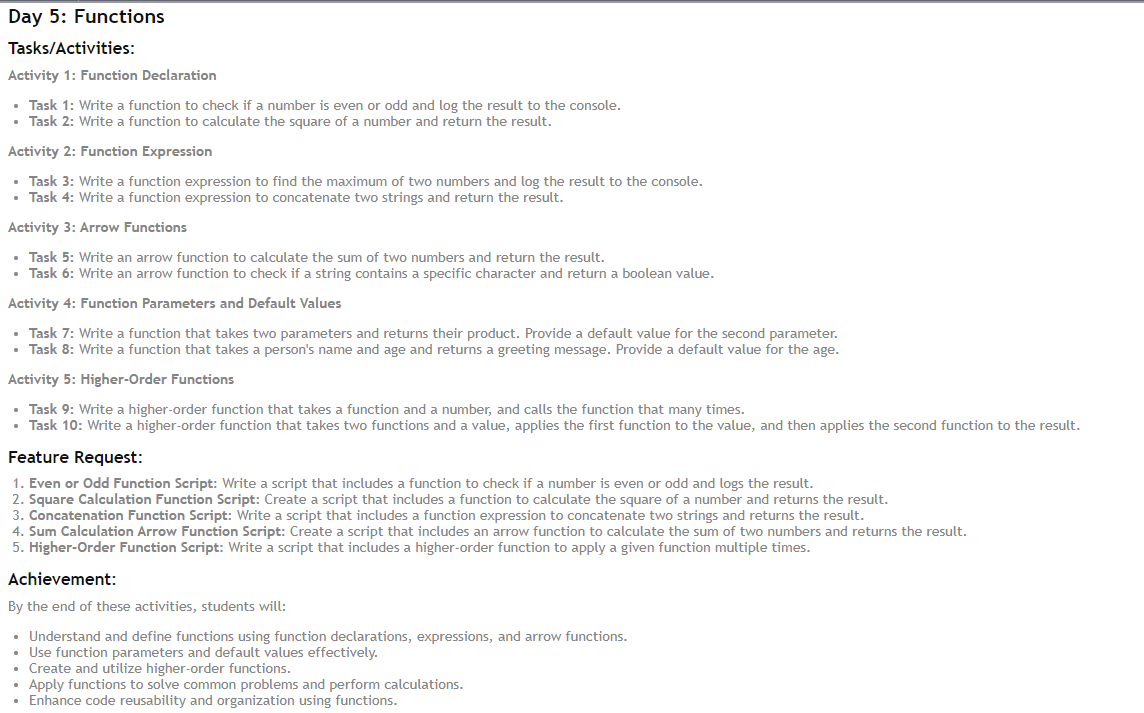 Day 5: Functions
Tasks/Activities:
Activity 1: Function Declaration
• Task 1: Write a function to check if a number is even or odd and log the result to the console.
• Task 2: Write a function to calculate the square of a number and return the result.
Activity 2: Function Expression
• Task 3: Write a function expression to find the maximum of two numbers and log the result to the console.
• Task 4: Write a function expression to concatenate two strings and return the result.
Activity 3: Arrow Functions
• Task 5: Write an arrow function to calculate the sum of two numbers and return the result.
• Task 6: Write an arrow function to check if a string contains a specific character and return a boolean value.
Activity 4: Function Parameters and Default Values
• Task 7: Write a function that takes two parameters and returns their product. Provide a default value for the second parameter.
• Task 8: Write a function that takes a person's name and age and returns a greeting message. Provide a default value for the age.
Activity 5: Higher-Order Functions
• Task 9: Write a higher-order function that takes a function and a number, and calls the function that many times.
• Task 10: Write a higher-order function that takes two functions and a value, applies the first function to the value, and then applies the second function to the result.
Feature Request:
1. Even or Odd Function Script: Write a script that includes a function to check if a number is even or odd and logs the result.
2. Square Calculation Function Script: Create a script that includes a function to calculate the square of a number and returns the result.
3. Concatenation Function Script: Write a script that includes a function expression to concatenate two strings and returns the result.
4. Sum Calculation Arrow Function Script: Create a script that includes an arrow function to calculate the sum of two numbers and returns the result.
5. Higher-Order Function Script: Write a script that includes a higher-order function to apply a given function multiple times.
Achievement:
By the end of these activities, students will:
• Understand and define functions using function declarations, expressions, and arrow functions.
• Use function parameters and default values effectively.
• Create and utilize higher-order functions.
• Apply functions to solve common problems and perform calculations.
• Enhance code reusability and organization using functions.